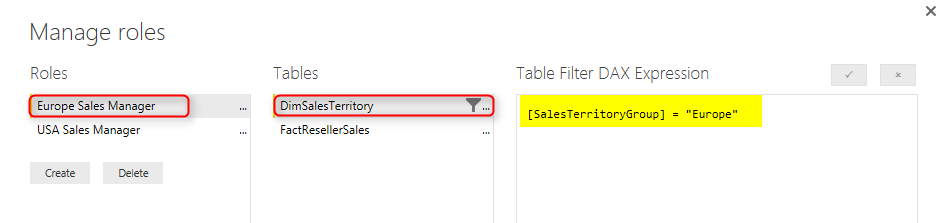 Manage roles
Roles
Tables
Table Filter DAX Expression
Europe Sales Manager ...
DimSalesTerritory ...
[SalesTerritoryGroup] = "Europe"
USA Sales Manager ...
FactResellerSales ...
Create
Delete